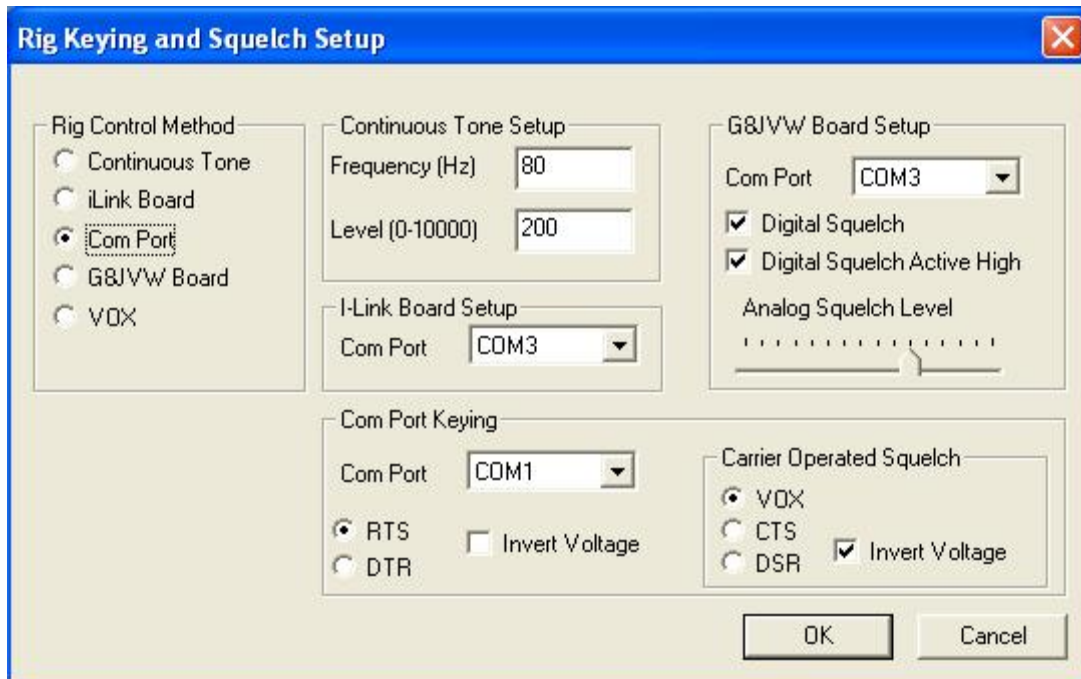 Rig Keying and Squelch Setup
Rig Control Method
Continuous Tone
iLink Board
Com Port
G8JVW Board
VOX
Continuous Tone Setup
Frequency (Hz) 80
Level (0-10000) 200
I-Link Board Setup
Com Port COM3
G8JVW Board Setup
Com Port COM3
Digital Squelch
Digital Squelch Active High
Analog Squelch Level
Com Port Keying
Com Port COM1
RTS
DTR
Invert Voltage
Carrier Operated Squelch
VOX
CTS
DSR
Invert Voltage
OK
Cancel